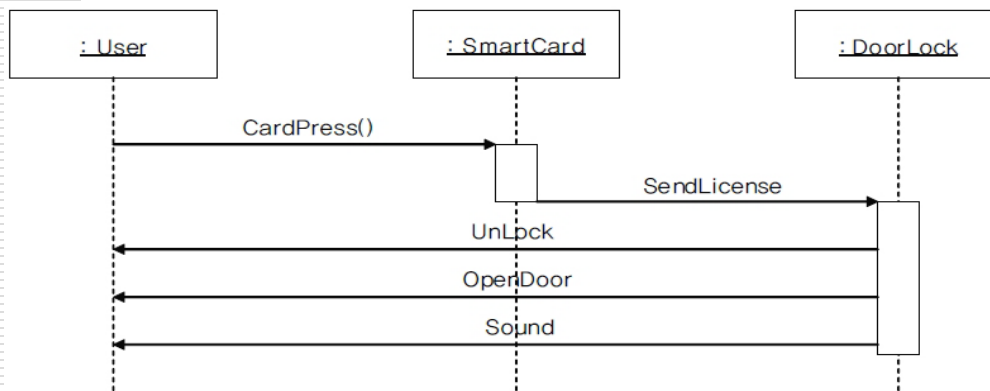 : User
: SmartCard
: DoorLock
CardPress()
SendLicense
UnLock
OpenDoor
Sound